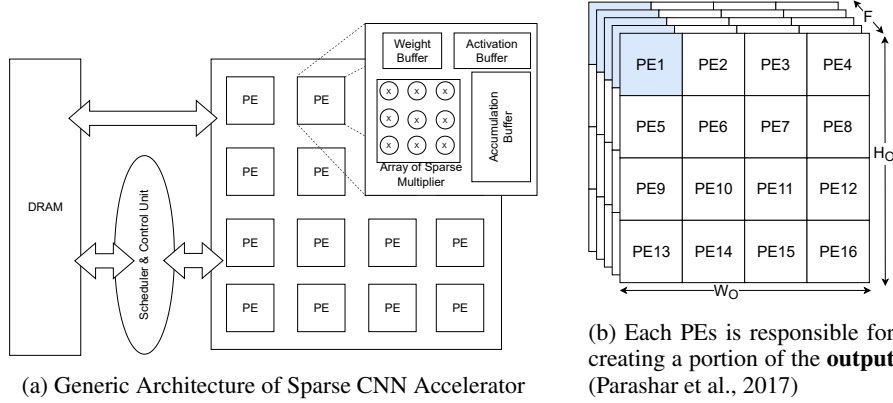 DRAM
Scheduler & Control Unit
PE
PE
PE
PE
PE
PE
PE
PE
PE
PE
PE
PE
Weight
Buffer
Activation
Buffer
x x x
x x x
x x x
Array of Sparse
Multiplier
Accumulation
Buffer
(a) Generic Architecture of Sparse CNN Accelerator
F
PE1 PE2 PE3 PE4
PE5 PE6 PE7 PE8
PE9 PE10 PE11 PE12
PE13 PE14 PE15 PE16
HO
WO
(b) Each PEs is responsible for
creating a portion of the output
(Parashar et al., 2017)